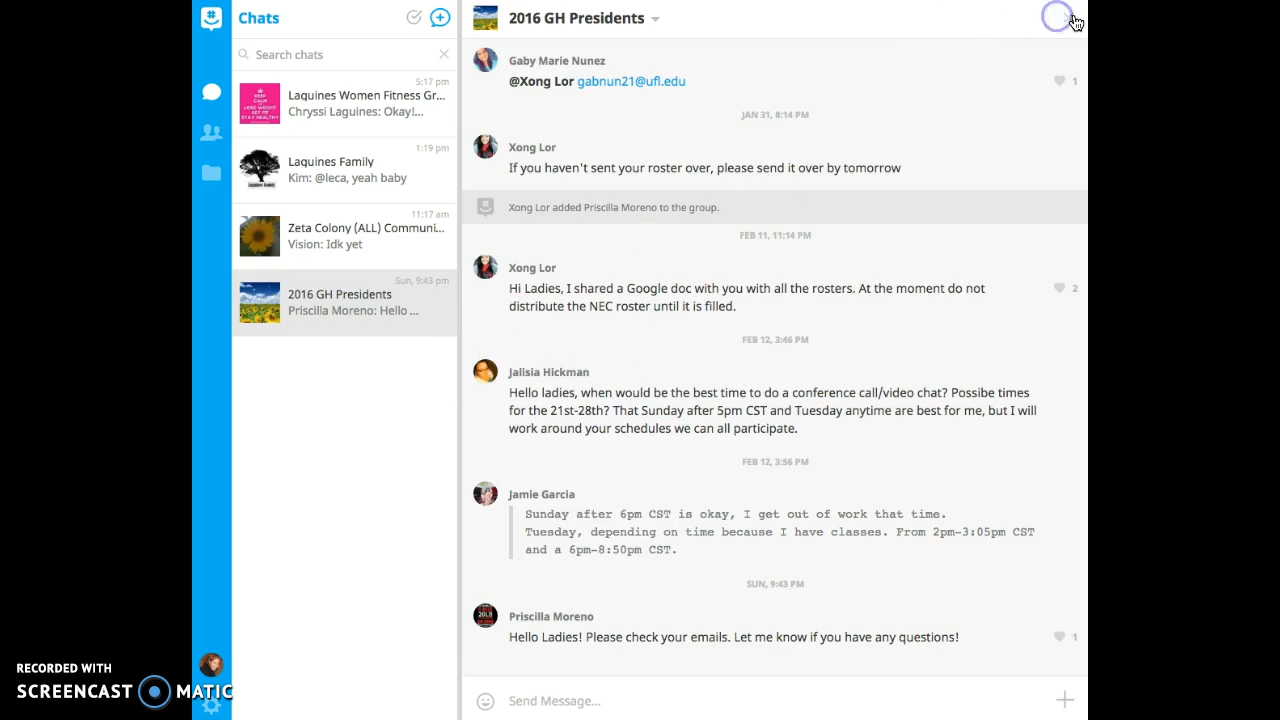 Chats
Search chats
5:17 pm
Laguines Women Fitness Gr...
Chryssi Laguines: Okay!...
1:19 pm
Laquines Family
Kim: @leca, yeah baby
11:17 am
Zeta Colony (ALL) Communi...
Vision: Idk yet
Sun, 9:43 pm
2016 GH Presidents
Priscilla Moreno: Hello ...
2016 GH Presidents
Gaby Marie Nunez
@Xong Lor gabnun21@ufl.edu
1
JAN 31, 8:14 PM
Xong Lor
If you haven't sent your roster over, please send it over by tomorrow
Xong Lor added Priscilla Moreno to the group.
FEB 11, 11:14 PM
Xong Lor
Hi Ladies, I shared a Google doc with you with all the rosters. At the moment do not
distribute the NEC roster until it is filled.
2
FEB 12, 3:46 PM
Jalisia Hickman
Hello ladies, when would be the best time to do a conference call/video chat? Possibe times
for the 21st-28th? That Sunday after 5pm CST and Tuesday anytime are best for me, but I will
work around your schedules we can all participate.
FEB 12, 3:56 PM
Jamie Garcia
Sunday after 6pm CST is okay, I get out of work that time.
Tuesday, depending on time because I have classes. From 2pm-3:05pm CST
and a 6pm-8:50pm CST.
SUN, 9:43 PM
Priscilla Moreno
Hello Ladies! Please check your emails. Let me know if you have any questions!
1
Send Message...
RECORDED WITH
SCREENCAST MATIC